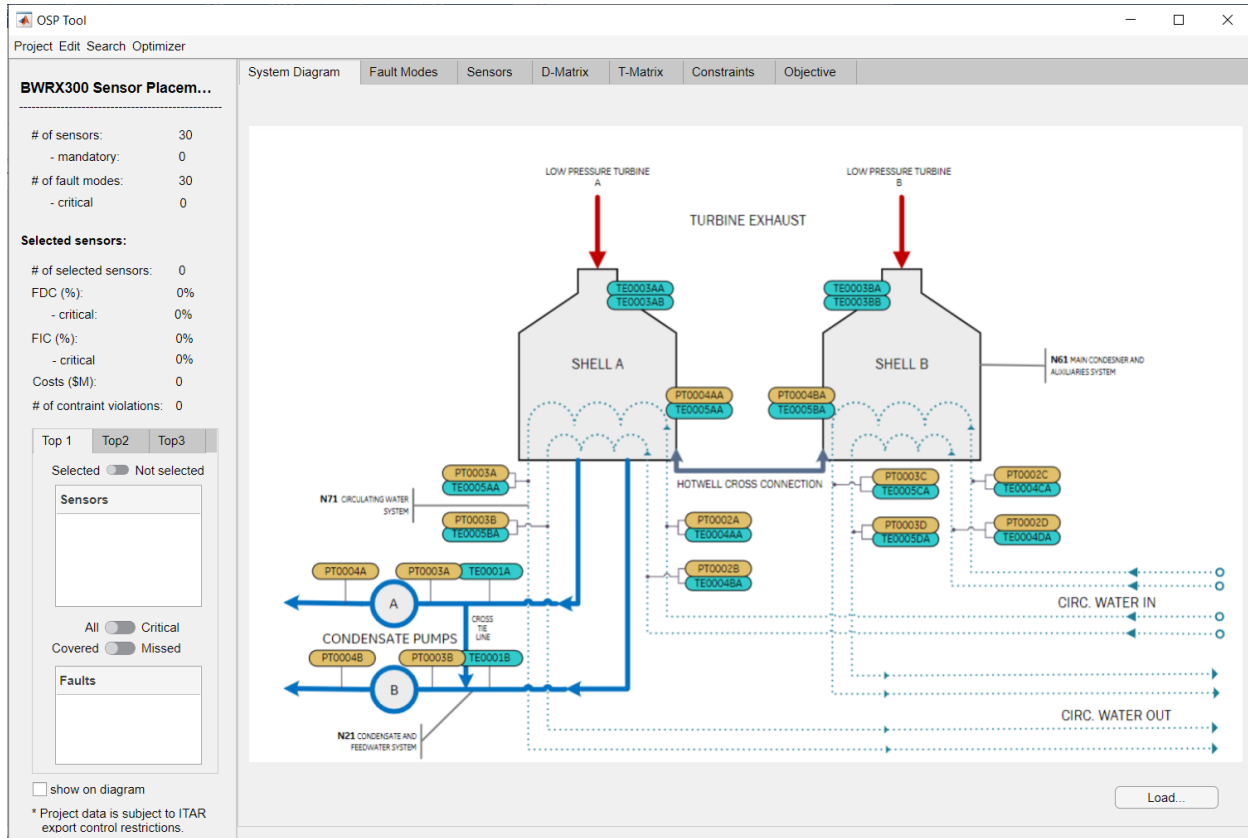 OSP Tool
Project Edit Search Optimizer
BWRX300 Sensor Placem...
# of sensors: 30
- mandatory: 0
# of fault modes: 30
- critical 0
Selected sensors:
# of selected sensors: 0
FDC (%): 0%
- critical: 0%
FIC (%): 0%
- critical 0%
Costs ($M): 0
# of contraint violations: 0
Top 1 Top2 Top3
Selected Not selected
Sensors
All Critical
Covered Missed
Faults
show on diagram
* Project data is subject to ITAR
export control restrictions.
System Diagram Fault Modes Sensors D-Matrix T-Matrix Constraints Objective
LOW PRESSURE TURBINE
A
LOW PRESSURE TURBINE
B
TURBINE EXHAUST
TE0003AA
TE0003AB
TE0003BA
TE0003BB
SHELL A
SHELL B
N61 MAIN CONDESNER AND
AUXILIARIES SYSTEM
PT0004AA
TE0005AA
PT0004BA
TE0005BA
PT0003A
TE0005AA
HOTWELL CROSS CONNECTION
PT0003C
TE0005CA
PT0002C
TE0004CA
N71 CIRCULATING WATER
SYSTEM
PT0003B
TE0005BA
PT0002A
TE0004AA
PT0003D
TE0005DA
PT0002D
TE0004DA
PT0002B
TE0004BA
PT0004A PT0003A TE0001A
A
CIRC. WATER IN
CROSS
TIE
LINE
CONDENSATE PUMPS
PT0004B PT0003B TE0001B
B
CIRC. WATER OUT
N21 CONDENSATE AND
FEEDWATER SYSTEM
Load...